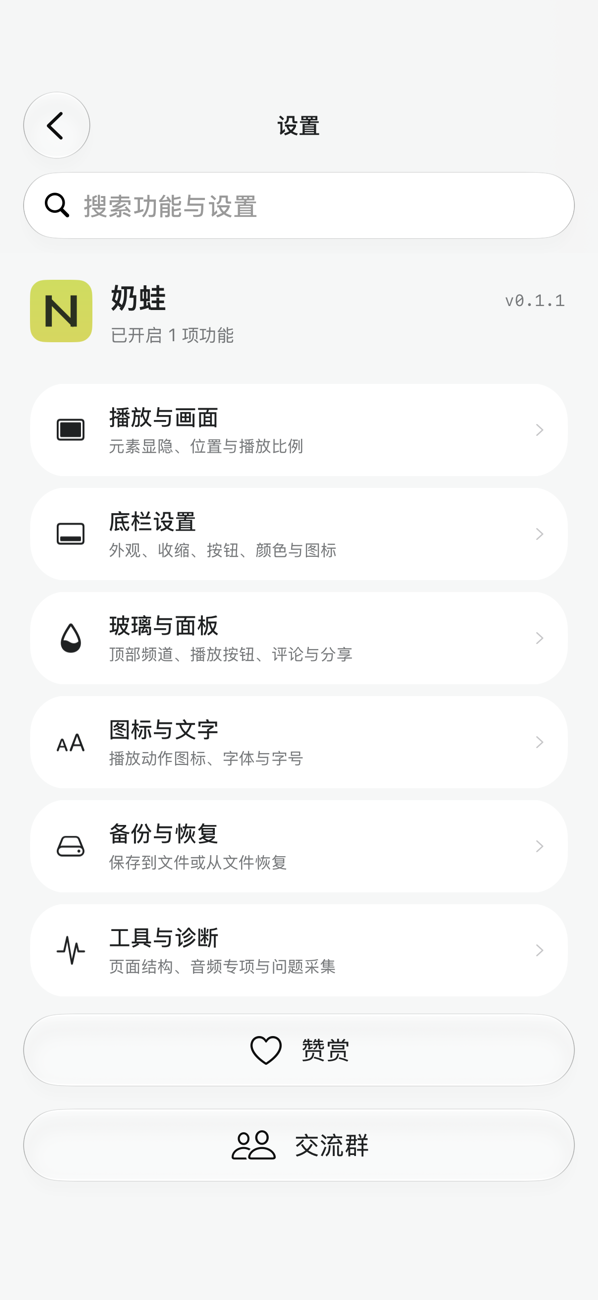 设置
搜索功能与设置
N
奶蛙
v0.1.1
已开启 1 项功能
播放与画面
元素显隐、位置与播放比例
底栏设置
外观、收缩、按钮、颜色与图标
玻璃与面板
顶部频道、播放按钮、评论与分享
AA
图标与文字
播放动作图标、字体与字号
备份与恢复
保存到文件或从文件恢复
工具与诊断
页面结构、音频专项与问题采集
赞赏
交流群